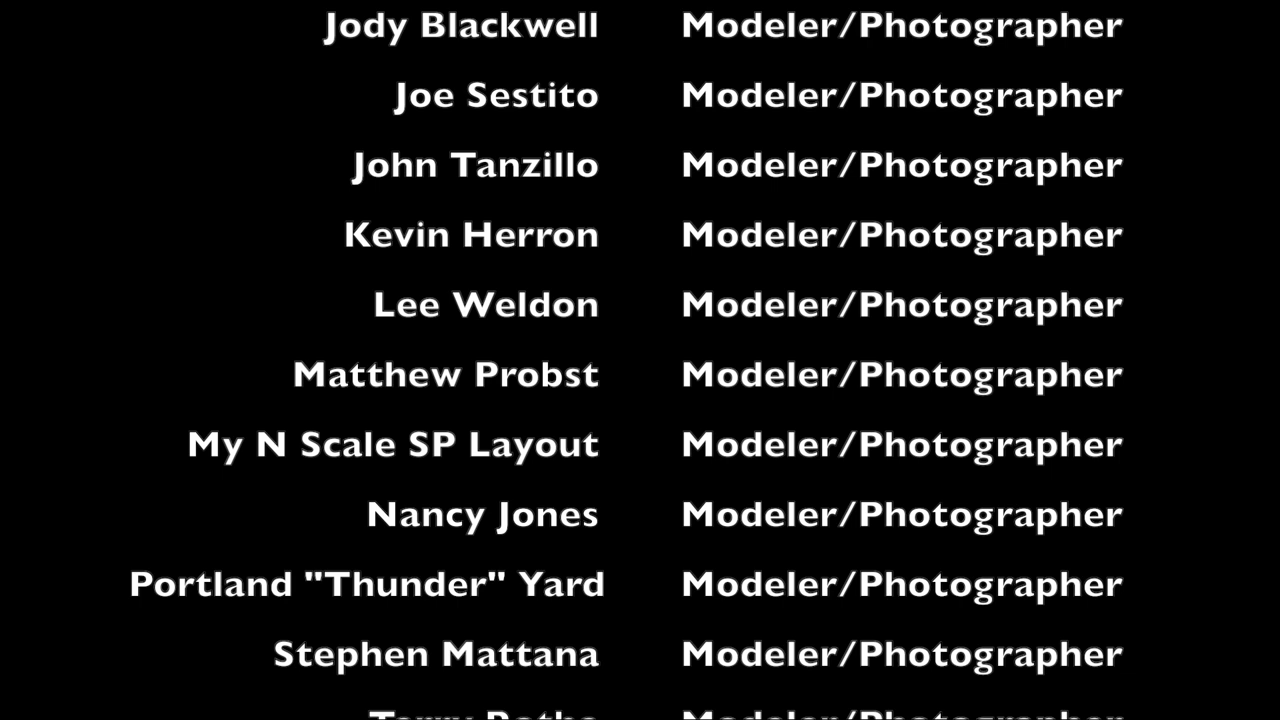 Jody Blackwell Modeler/Photographer
Joe Sestito Modeler/Photographer
John Tanzillo Modeler/Photographer
Kevin Herron Modeler/Photographer
Lee Weldon Modeler/Photographer
Matthew Probst Modeler/Photographer
My N Scale SP Layout Modeler/Photographer
Nancy Jones Modeler/Photographer
Portland "Thunder" Yard Modeler/Photographer
Stephen Mattana Modeler/Photographer